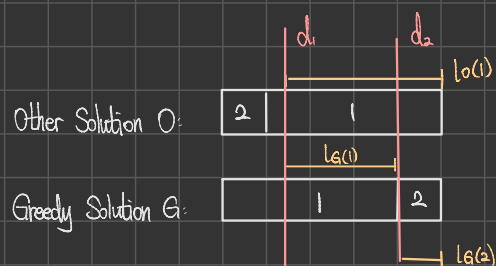 d₁ d₂
lO(1)
Other Solution O: 2 1
lG(1)
Greedy Solution G: 1 2
lG(2)